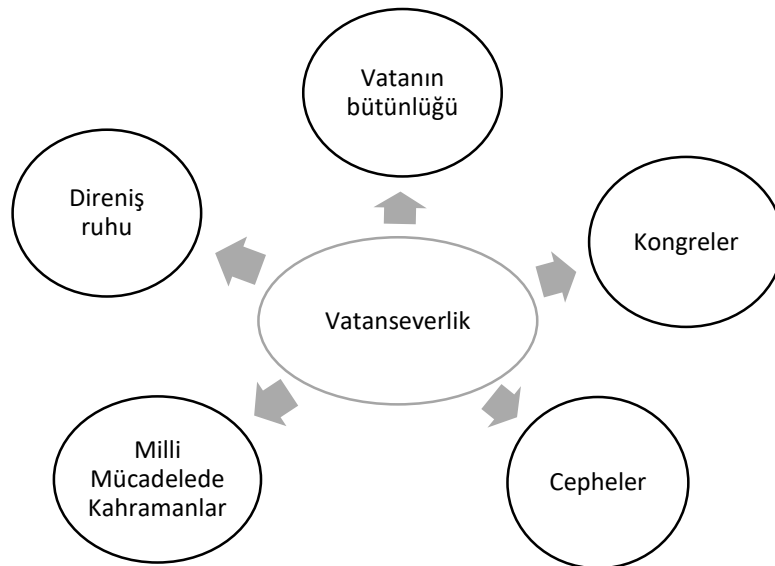 Vatanın
bütünlüğü
Direniş
ruhu
Kongreler
Vatanseverlik
Milli
Mücadelede
Kahramanlar
Cepheler